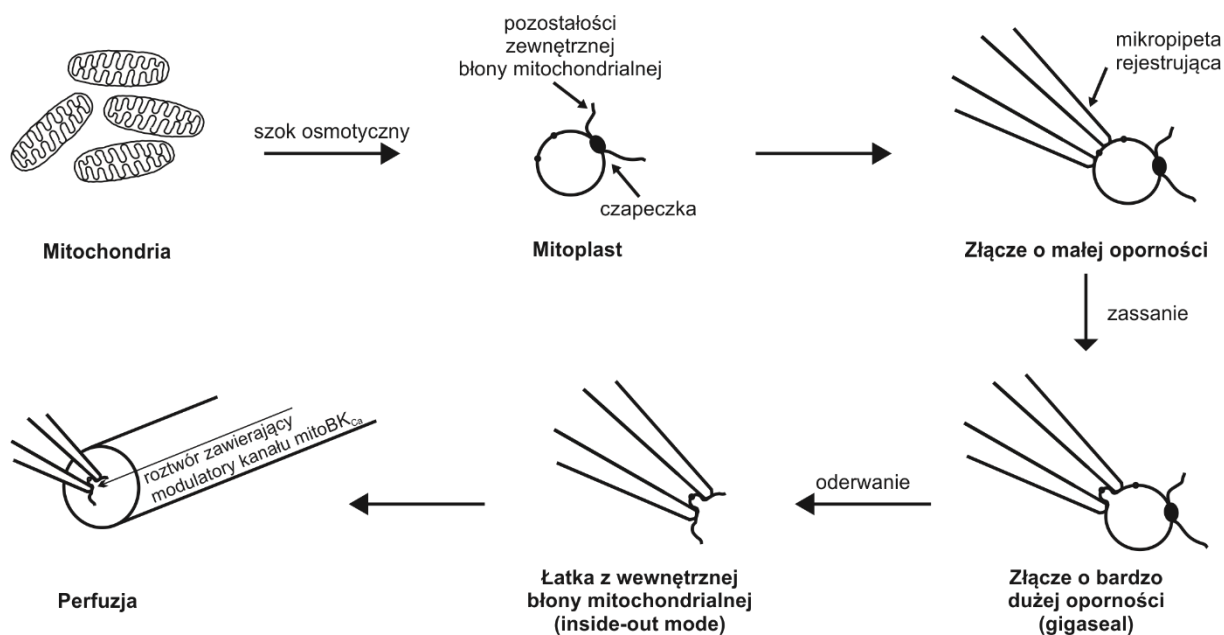 pozostałości
zewnętrznej
błony mitochondrialnej
mikropipeta
rejestrująca
szok osmotyczny
czapeczka
Mitochondria
Mitoplast
Złącze o małej oporności
zassanie
roztwór zawierający
modulatory kanału mitoBKCa
oderwanie
Perfuzja
Łatka z wewnętrznej
błony mitochondrialnej
(inside-out mode)
Złącze o bardzo
dużej oporności
(gigaseal)